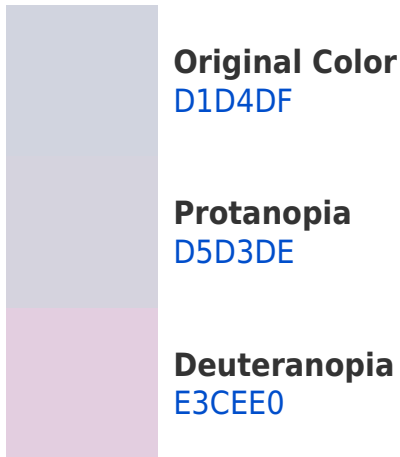 Original Color
D1D4DF
Protanopia
D5D3DE
Deuteranopia
E3CEE0